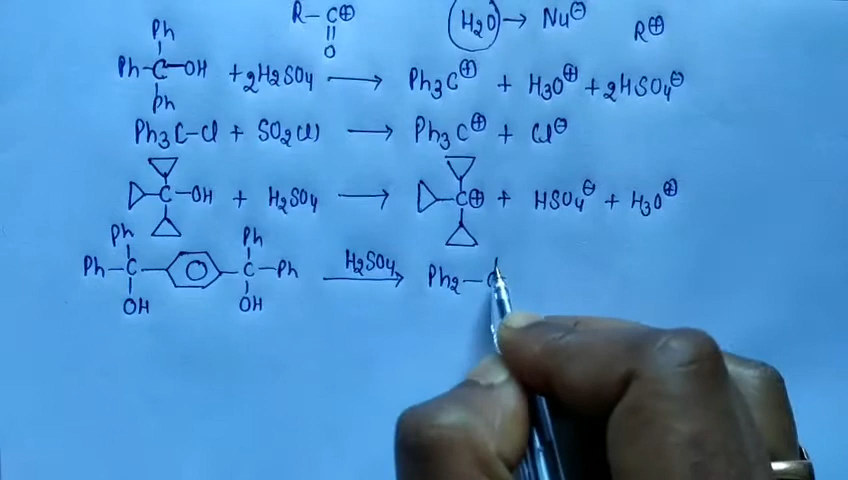 R–C⊕ H2O → Nu⊖ R⊕
O
Ph
Ph–C–OH + 2H2SO4 → Ph3C⊕ + H3O⊕ + 2HSO4⊖
Ph
Ph3C–Cl + SO2(l) → Ph3C⊕ + Cl⊖
C–OH + H2SO4 → C⊕ + HSO4⊖ + H3O⊕
Ph Ph
Ph–C C–Ph H2SO4 → Ph2–C
OH OH